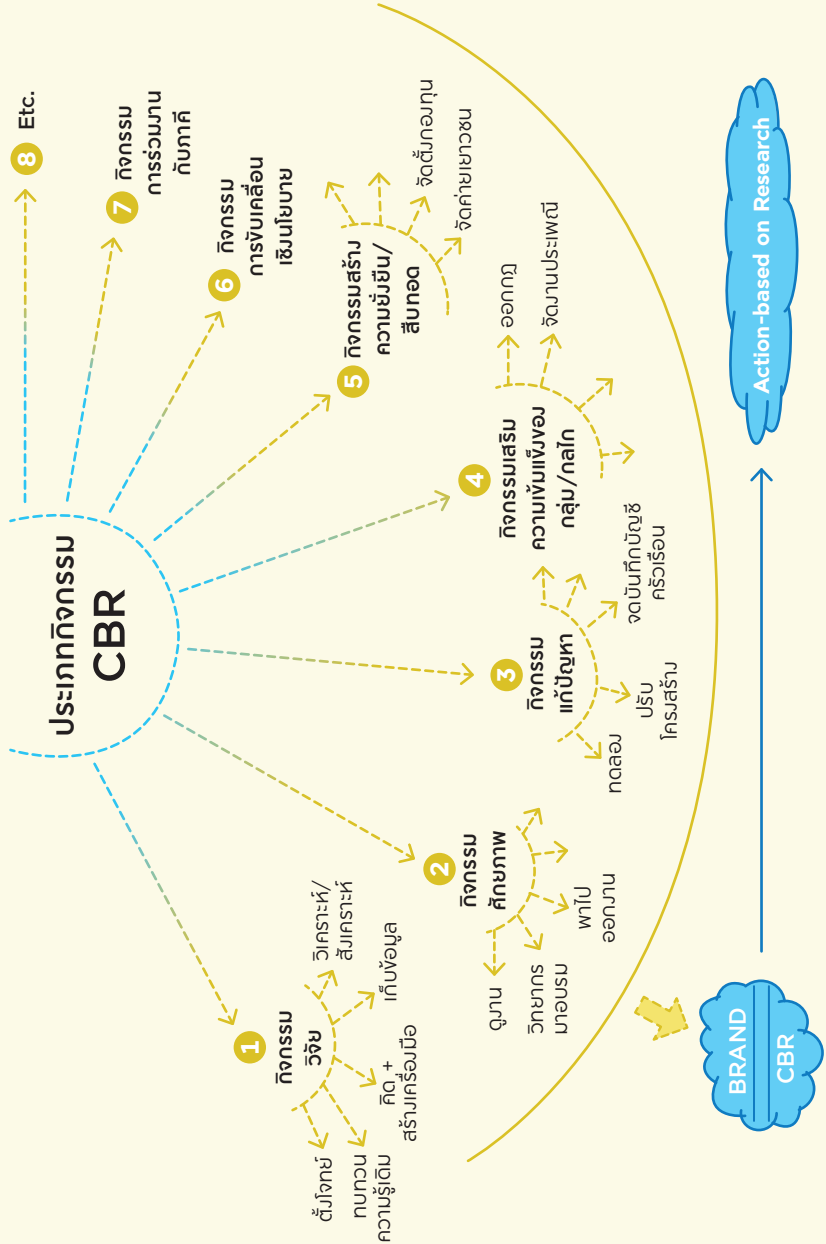 ประเภทกิจกรรม
CBR
1
กิจกรรม
วิจัย
ตั้งโจทย์
ทบทวน
ความรู้เดิม
คิด +
สร้างเครื่องมือ
เก็บข้อมูล
วิเคราะห์/
สังเคราะห์
2
กิจกรรม
ศักยภาพ
ดูงาน
วิทยากร
มาอบรม
พาไป
ออกงาน
3
กิจกรรม
แก้ปัญหา
ทดลอง
ปรับ
โครงสร้าง
จดบันทึกบัญชี
ครัวเรือน
4
กิจกรรมเสริม
ความเข้มแข็งของ
กลุ่ม/กลไก
ออกกฎ
จัดงานประเพณี
5
กิจกรรมสร้าง
ความยั่งยืน/
สืบทอด
จัดตั้งกองทุน
จัดค่ายเยาวชน
6
กิจกรรม
การขับเคลื่อน
เชิงนโยบาย
7
กิจกรรม
การร่วมงาน
กับภาคี
8
Etc.
BRAND
CBR
Action-based on Research